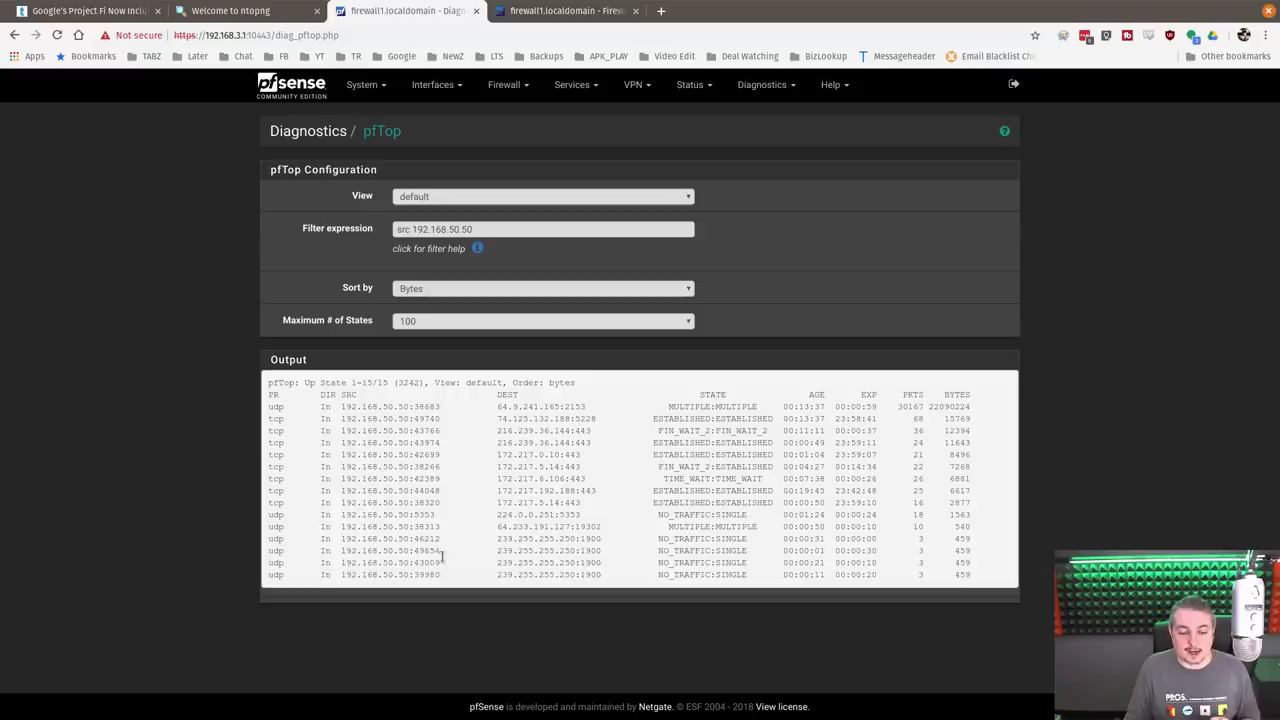 Google's Project Fi Now Inclu
Welcome to ntopng
firewall1.localdomain - Diagn
firewall1.localdomain - Firew
Not secure
https://192.168.3.1:10443/diag_pftop.php
Apps
Bookmarks
TABZ
Later
Chat
FB
YT
TR
Google
NewZ
LTS
Backups
APK_PLAY
Video Edit
Deal Watching
BizLookup
Messageheader
Email Blacklist Che
Other bookmarks
pfsense
COMMUNITY EDITION
System
Interfaces
Firewall
Services
VPN
Status
Diagnostics
Help
Diagnostics / pfTop
pfTop Configuration
View
default
Filter expression
src 192.168.50.50
click for filter help
Sort by
Bytes
Maximum # of States
100
Output
pfTop: Up State 1-15/15 (3242), View: default, Order: bytes
PR DIR SRC DEST STATE AGE EXP PKTS BYTES
udp In 192.168.50.50:38683 64.9.241.165:2153 MULTIPLE:MULTIPLE 00:13:37 00:00:59 30167 22090224
tcp In 192.168.50.50:49740 74.125.132.188:5228 ESTABLISHED:ESTABLISHED 00:13:37 23:58:41 68 15769
tcp In 192.168.50.50:43766 216.239.36.144:443 FIN_WAIT_2:FIN_WAIT_2 00:11:11 00:00:37 36 12394
tcp In 192.168.50.50:43974 216.239.36.144:443 ESTABLISHED:ESTABLISHED 00:00:49 23:59:11 24 11643
tcp In 192.168.50.50:42699 172.217.0.10:443 ESTABLISHED:ESTABLISHED 00:01:04 23:59:07 21 8496
tcp In 192.168.50.50:38266 172.217.5.14:443 FIN_WAIT_2:ESTABLISHED 00:04:27 00:14:34 22 7268
tcp In 192.168.50.50:42389 172.217.6.106:443 TIME_WAIT:TIME_WAIT 00:07:38 00:00:26 26 6881
tcp In 192.168.50.50:44048 172.217.192.188:443 ESTABLISHED:ESTABLISHED 00:19:45 23:42:48 25 6617
tcp In 192.168.50.50:38320 172.217.5.14:443 ESTABLISHED:ESTABLISHED 00:00:50 23:59:10 16 2877
udp In 192.168.50.50:5353 224.0.0.251:5353 NO_TRAFFIC:SINGLE 00:01:24 00:00:24 18 1563
udp In 192.168.50.50:38313 64.233.191.127:19302 MULTIPLE:MULTIPLE 00:00:50 00:00:10 10 540
udp In 192.168.50.50:46212 239.255.255.250:1900 NO_TRAFFIC:SINGLE 00:00:31 00:00:00 3 459
udp In 192.168.50.50:49654 239.255.255.250:1900 NO_TRAFFIC:SINGLE 00:00:01 00:00:30 3 459
udp In 192.168.50.50:43009 239.255.255.250:1900 NO_TRAFFIC:SINGLE 00:00:21 00:00:10 3 459
udp In 192.168.50.50:39980 239.255.255.250:1900 NO_TRAFFIC:SINGLE 00:00:11 00:00:20 3 459
PROS.
pfSense is developed and maintained by Netgate. © ESF 2004 - 2018 View license.